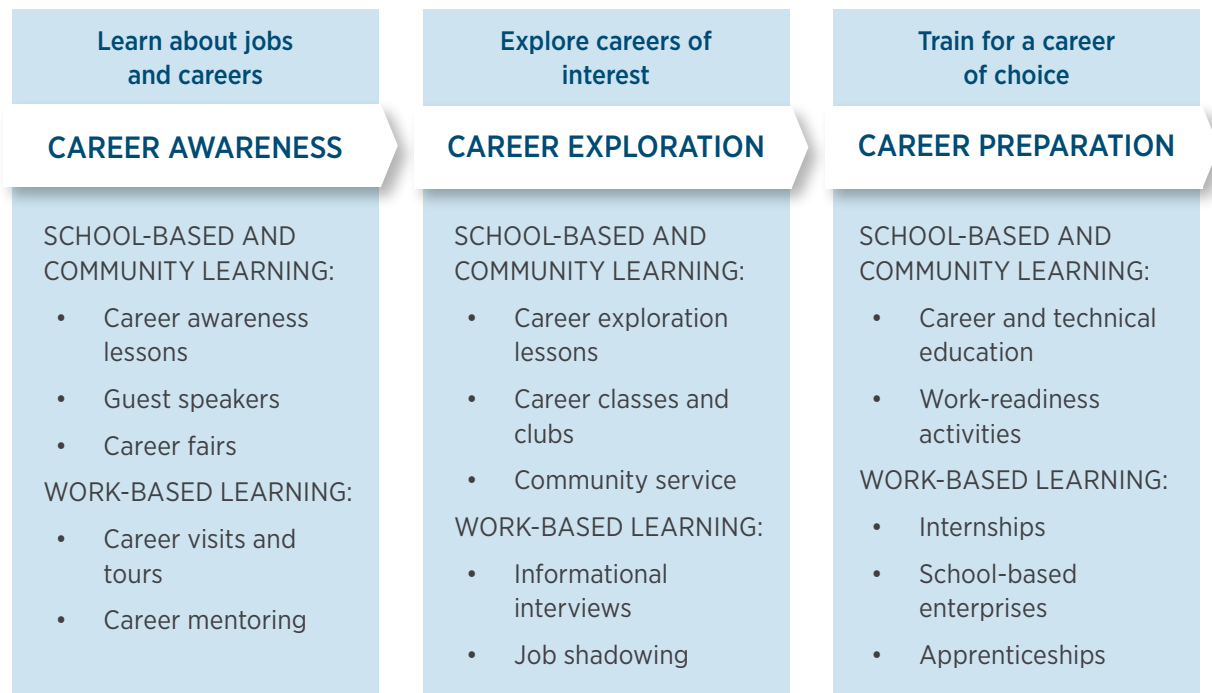 Learn about jobs
and careers
CAREER AWARENESS
SCHOOL-BASED AND
COMMUNITY LEARNING:
• Career awareness
lessons
• Guest speakers
• Career fairs
WORK-BASED LEARNING:
• Career visits and
tours
• Career mentoring
Explore careers of
interest
CAREER EXPLORATION
SCHOOL-BASED AND
COMMUNITY LEARNING:
• Career exploration
lessons
• Career classes and
clubs
• Community service
WORK-BASED LEARNING:
• Informational
interviews
• Job shadowing
Train for a career
of choice
CAREER PREPARATION
SCHOOL-BASED AND
COMMUNITY LEARNING:
• Career and technical
education
• Work-readiness
activities
WORK-BASED LEARNING:
• Internships
• School-based
enterprises
• Apprenticeships